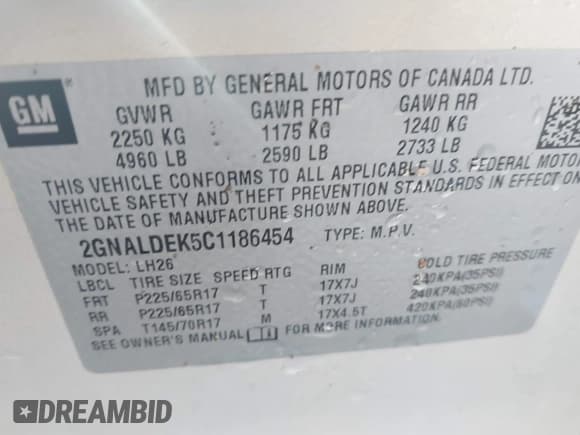 GM
MFD BY GENERAL MOTORS OF CANADA LTD.
GVWR GAWR FRT GAWR RR
2250 KG 1175 KG 1240 KG
4960 LB 2590 LB 2733 LB
THIS VEHICLE CONFORMS TO ALL APPLICABLE U.S. FEDERAL MOTOR
VEHICLE SAFETY AND THEFT PREVENTION STANDARDS IN EFFECT ON
THE DATE OF MANUFACTURE SHOWN ABOVE.
2GNALDEK5C1186454 TYPE: M.P.V.
MODEL: LH26
LBCL TIRE SIZE SPEED RTG RIM COLD TIRE PRESSURE
FRT P225/65R17 T 17X7J 240KPA(35PSI)
RR P225/65R17 T 17X7J 240KPA(35PSI)
SPA T145/70R17 M 17X4.5T 420KPA(60PSI)
SEE OWNER'S MANUAL FOR MORE INFORMATION.
DREAMBID